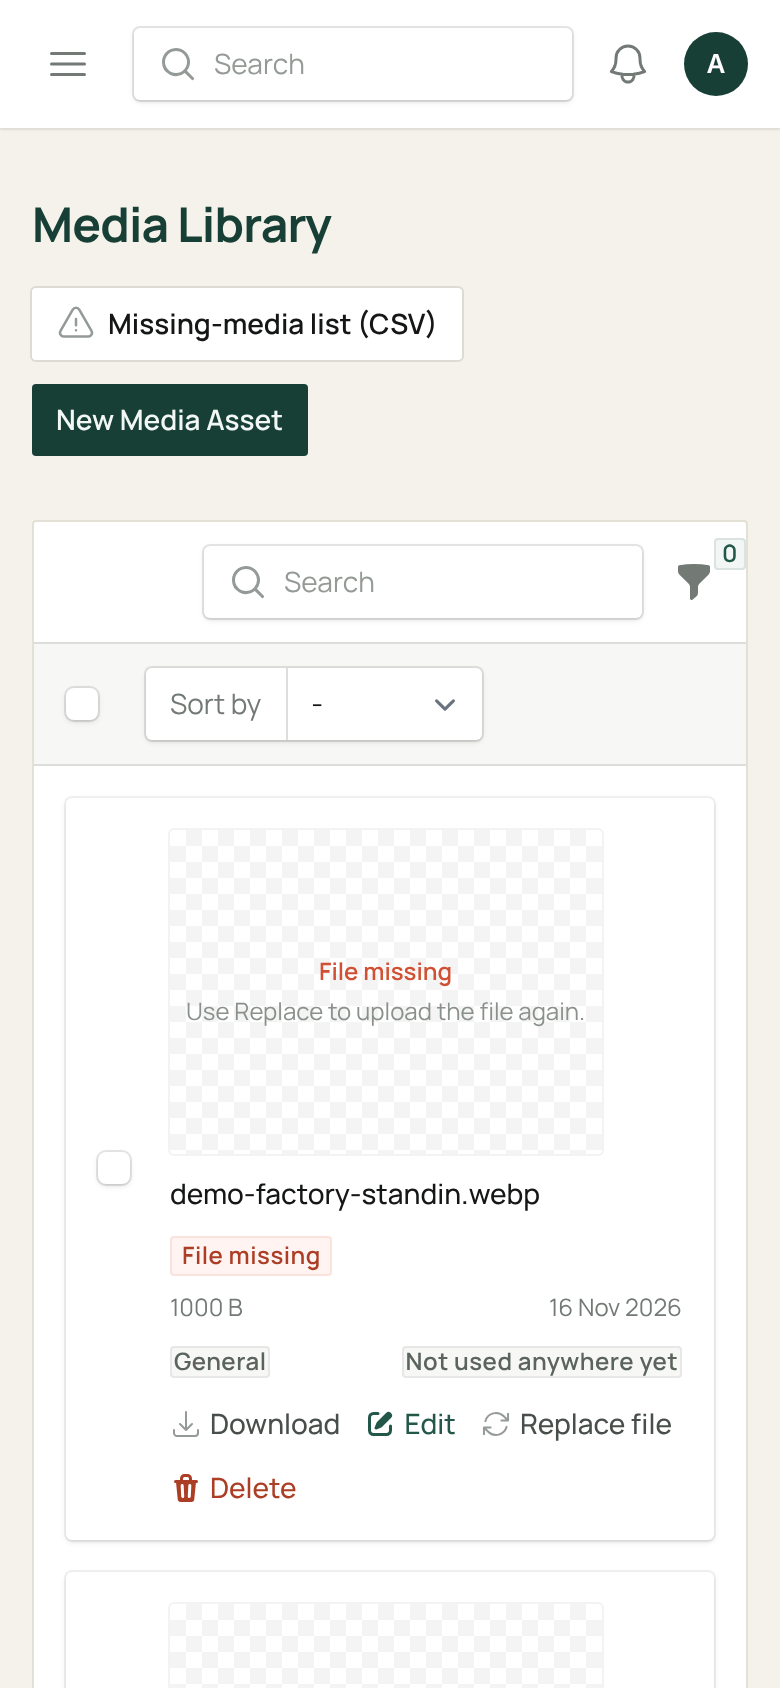 Search
A
Media Library
Missing-media list (CSV)
New Media Asset
Search
0
Sort by
-
File missing
Use Replace to upload the file again.
demo-factory-standin.webp
File missing
1000 B
16 Nov 2026
General
Not used anywhere yet
Download
Edit
Replace file
Delete